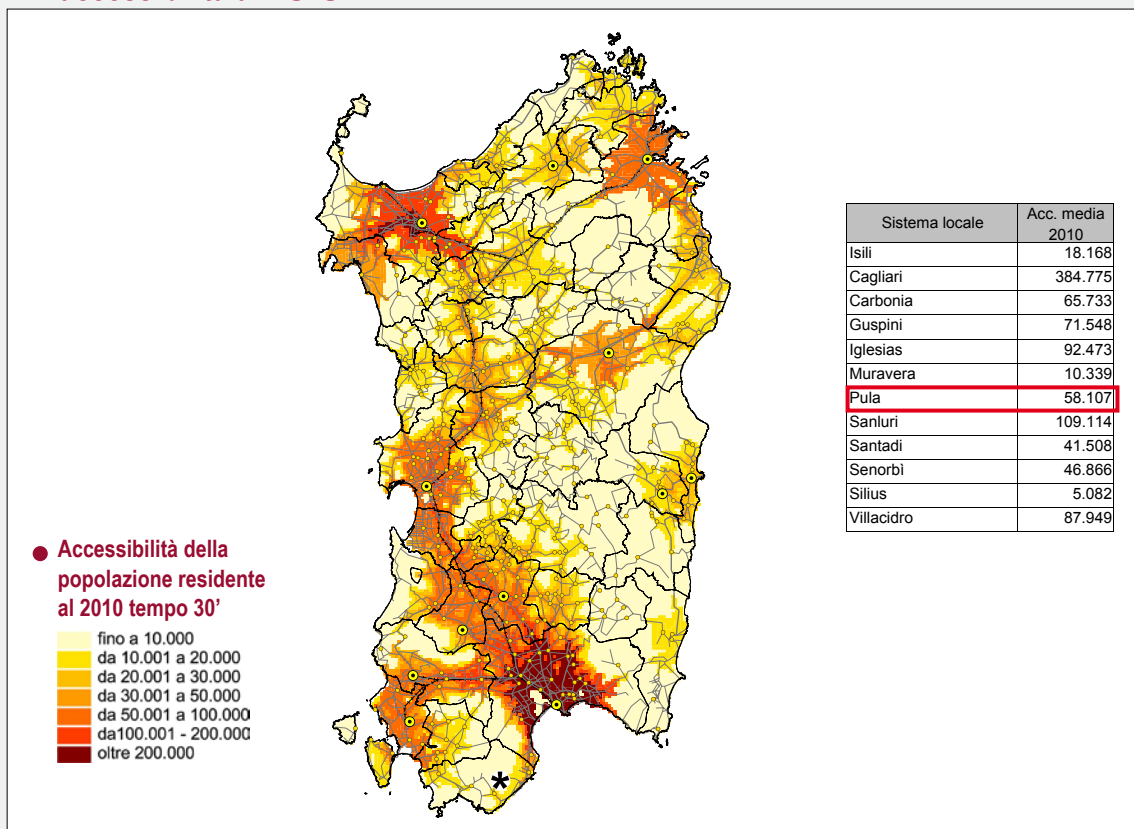 Sistema locale Acc. media 2010
Isili 18.168
Cagliari 384.775
Carbonia 65.733
Guspini 71.548
Iglesias 92.473
Muravera 10.339
Pula 58.107
Sanluri 109.114
Santadi 41.508
Senorbì 46.866
Silius 5.082
Villacidro 87.949
Accessibilità della
popolazione residente
al 2010 tempo 30’
fino a 10.000
da 10.001 a 20.000
da 20.001 a 30.000
da 30.001 a 50.000
da 50.001 a 100.000
da100.001 - 200.000
oltre 200.000
*